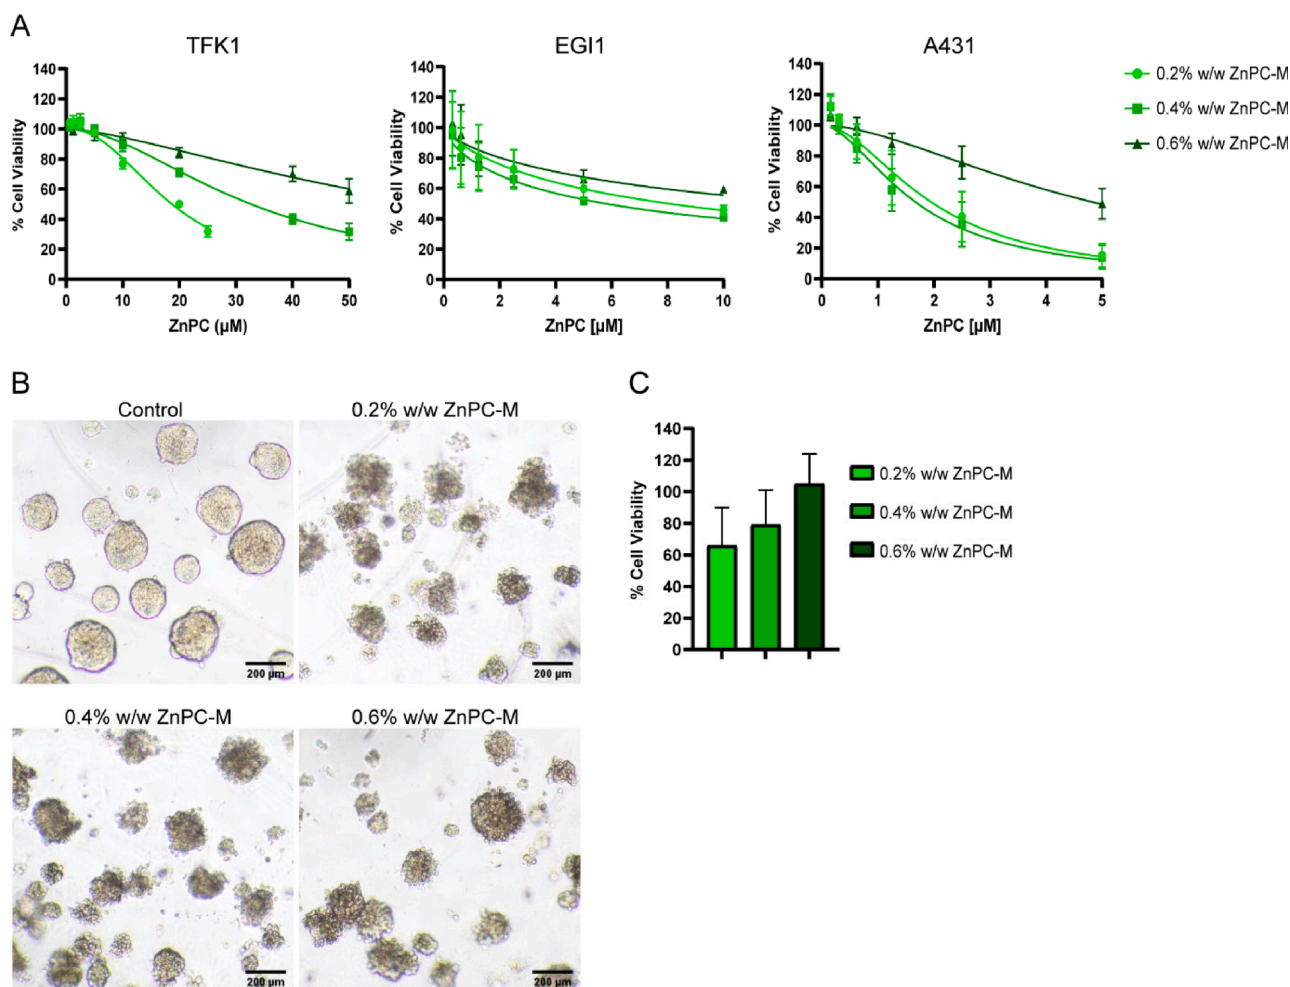 A
TFK1
EGI1
A431
140
120
100
80
60
40
20
0
% Cell Viability
0
10
20
30
40
50
ZnPC (µM)
140
120
100
80
60
40
20
0
% Cell Viability
0
2
4
6
8
10
ZnPC [µM]
140
120
100
80
60
40
20
0
% Cell Viability
0
1
2
3
4
5
ZnPC [µM]
0.2% w/w ZnPC-M
0.4% w/w ZnPC-M
0.6% w/w ZnPC-M
B
Control
0.2% w/w ZnPC-M
200 µm
200 µm
0.4% w/w ZnPC-M
0.6% w/w ZnPC-M
200 µm
200 µm
C
140
120
100
80
60
40
20
0
% Cell Viability
0.2% w/w ZnPC-M
0.4% w/w ZnPC-M
0.6% w/w ZnPC-M